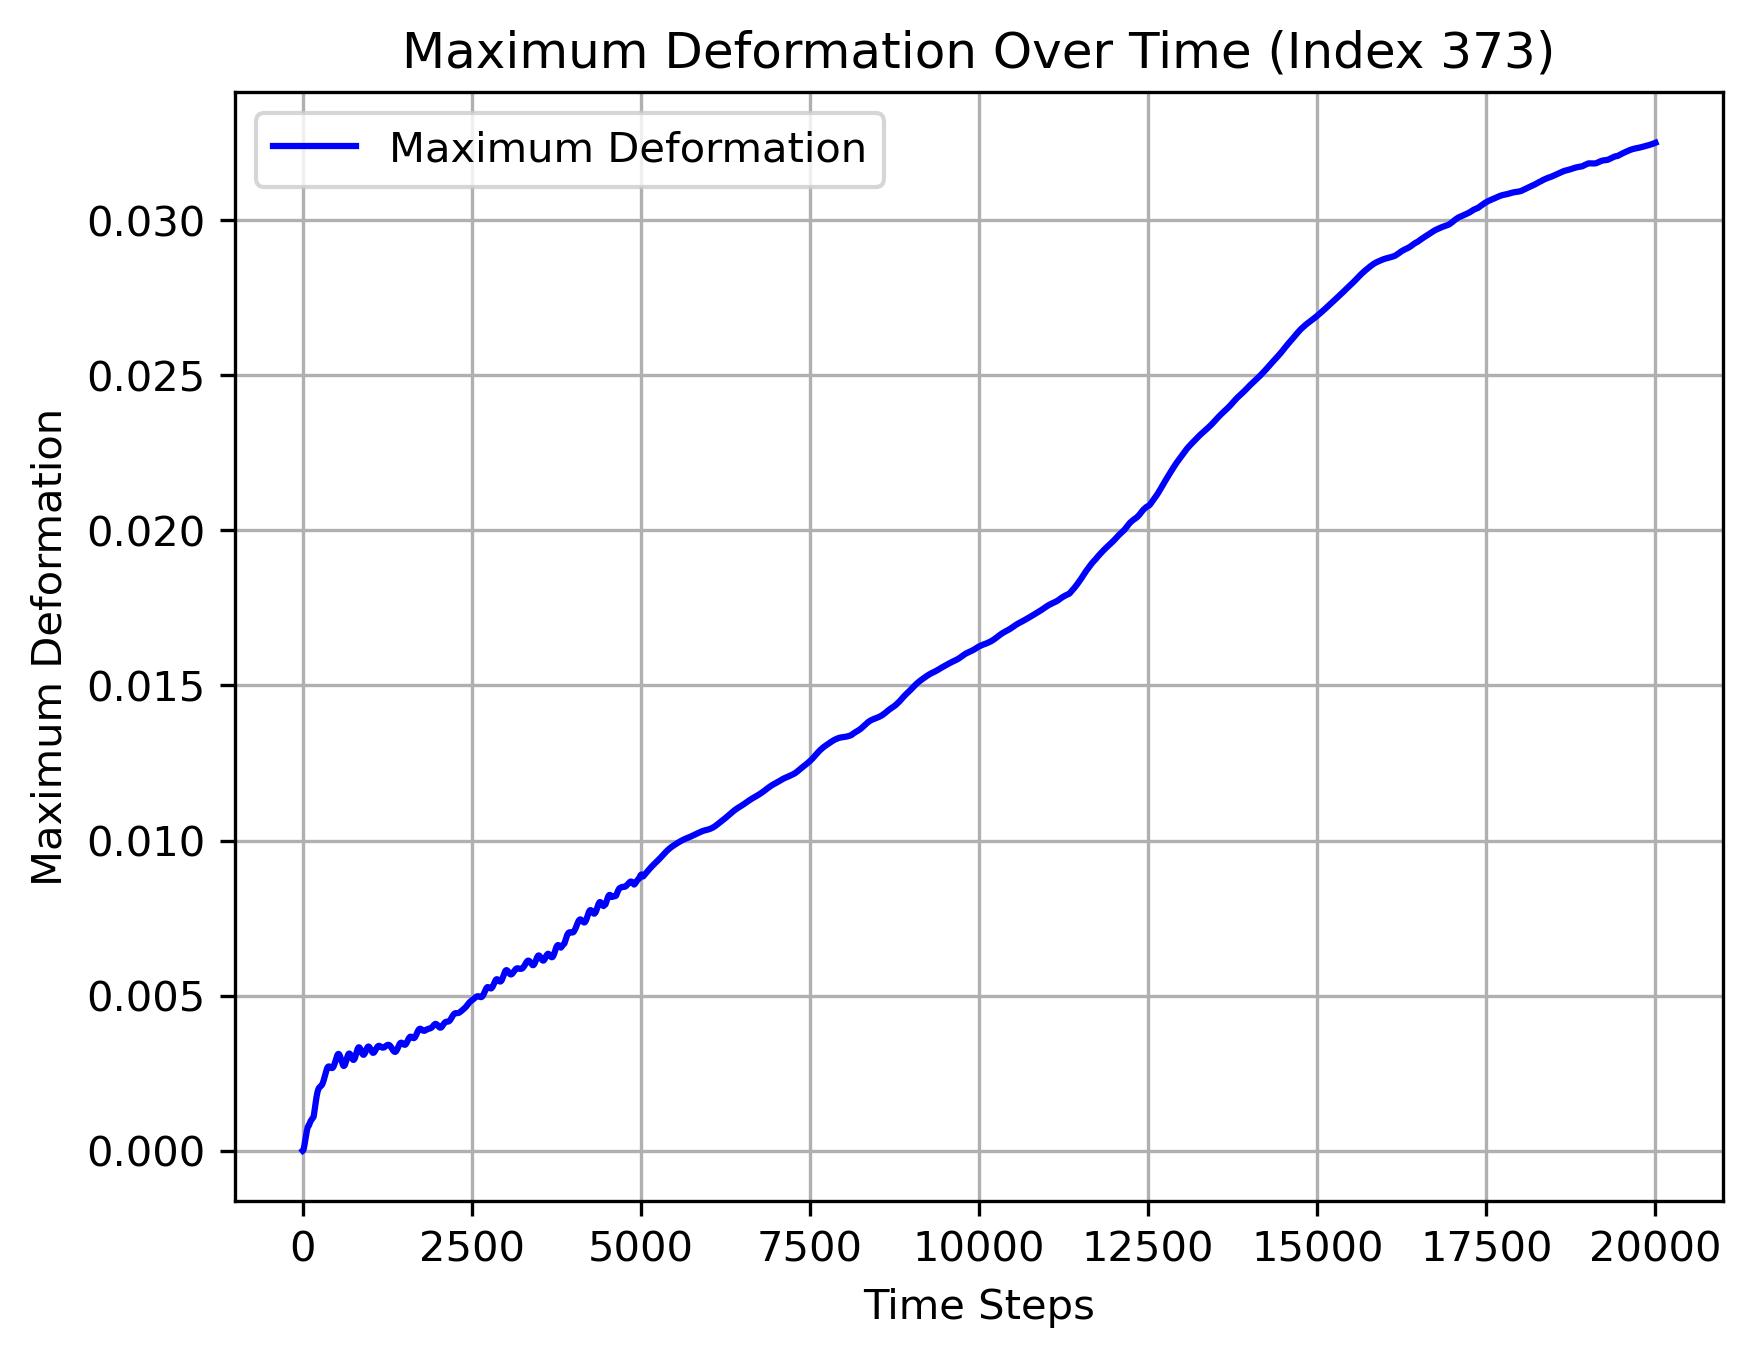 Maximum Deformation Over Time (Index 373)
Maximum Deformation
0.030
0.025
0.020
0.015
0.010
0.005
0.000
Maximum Deformation
0 2500 5000 7500 10000 12500 15000 17500 20000
Time Steps